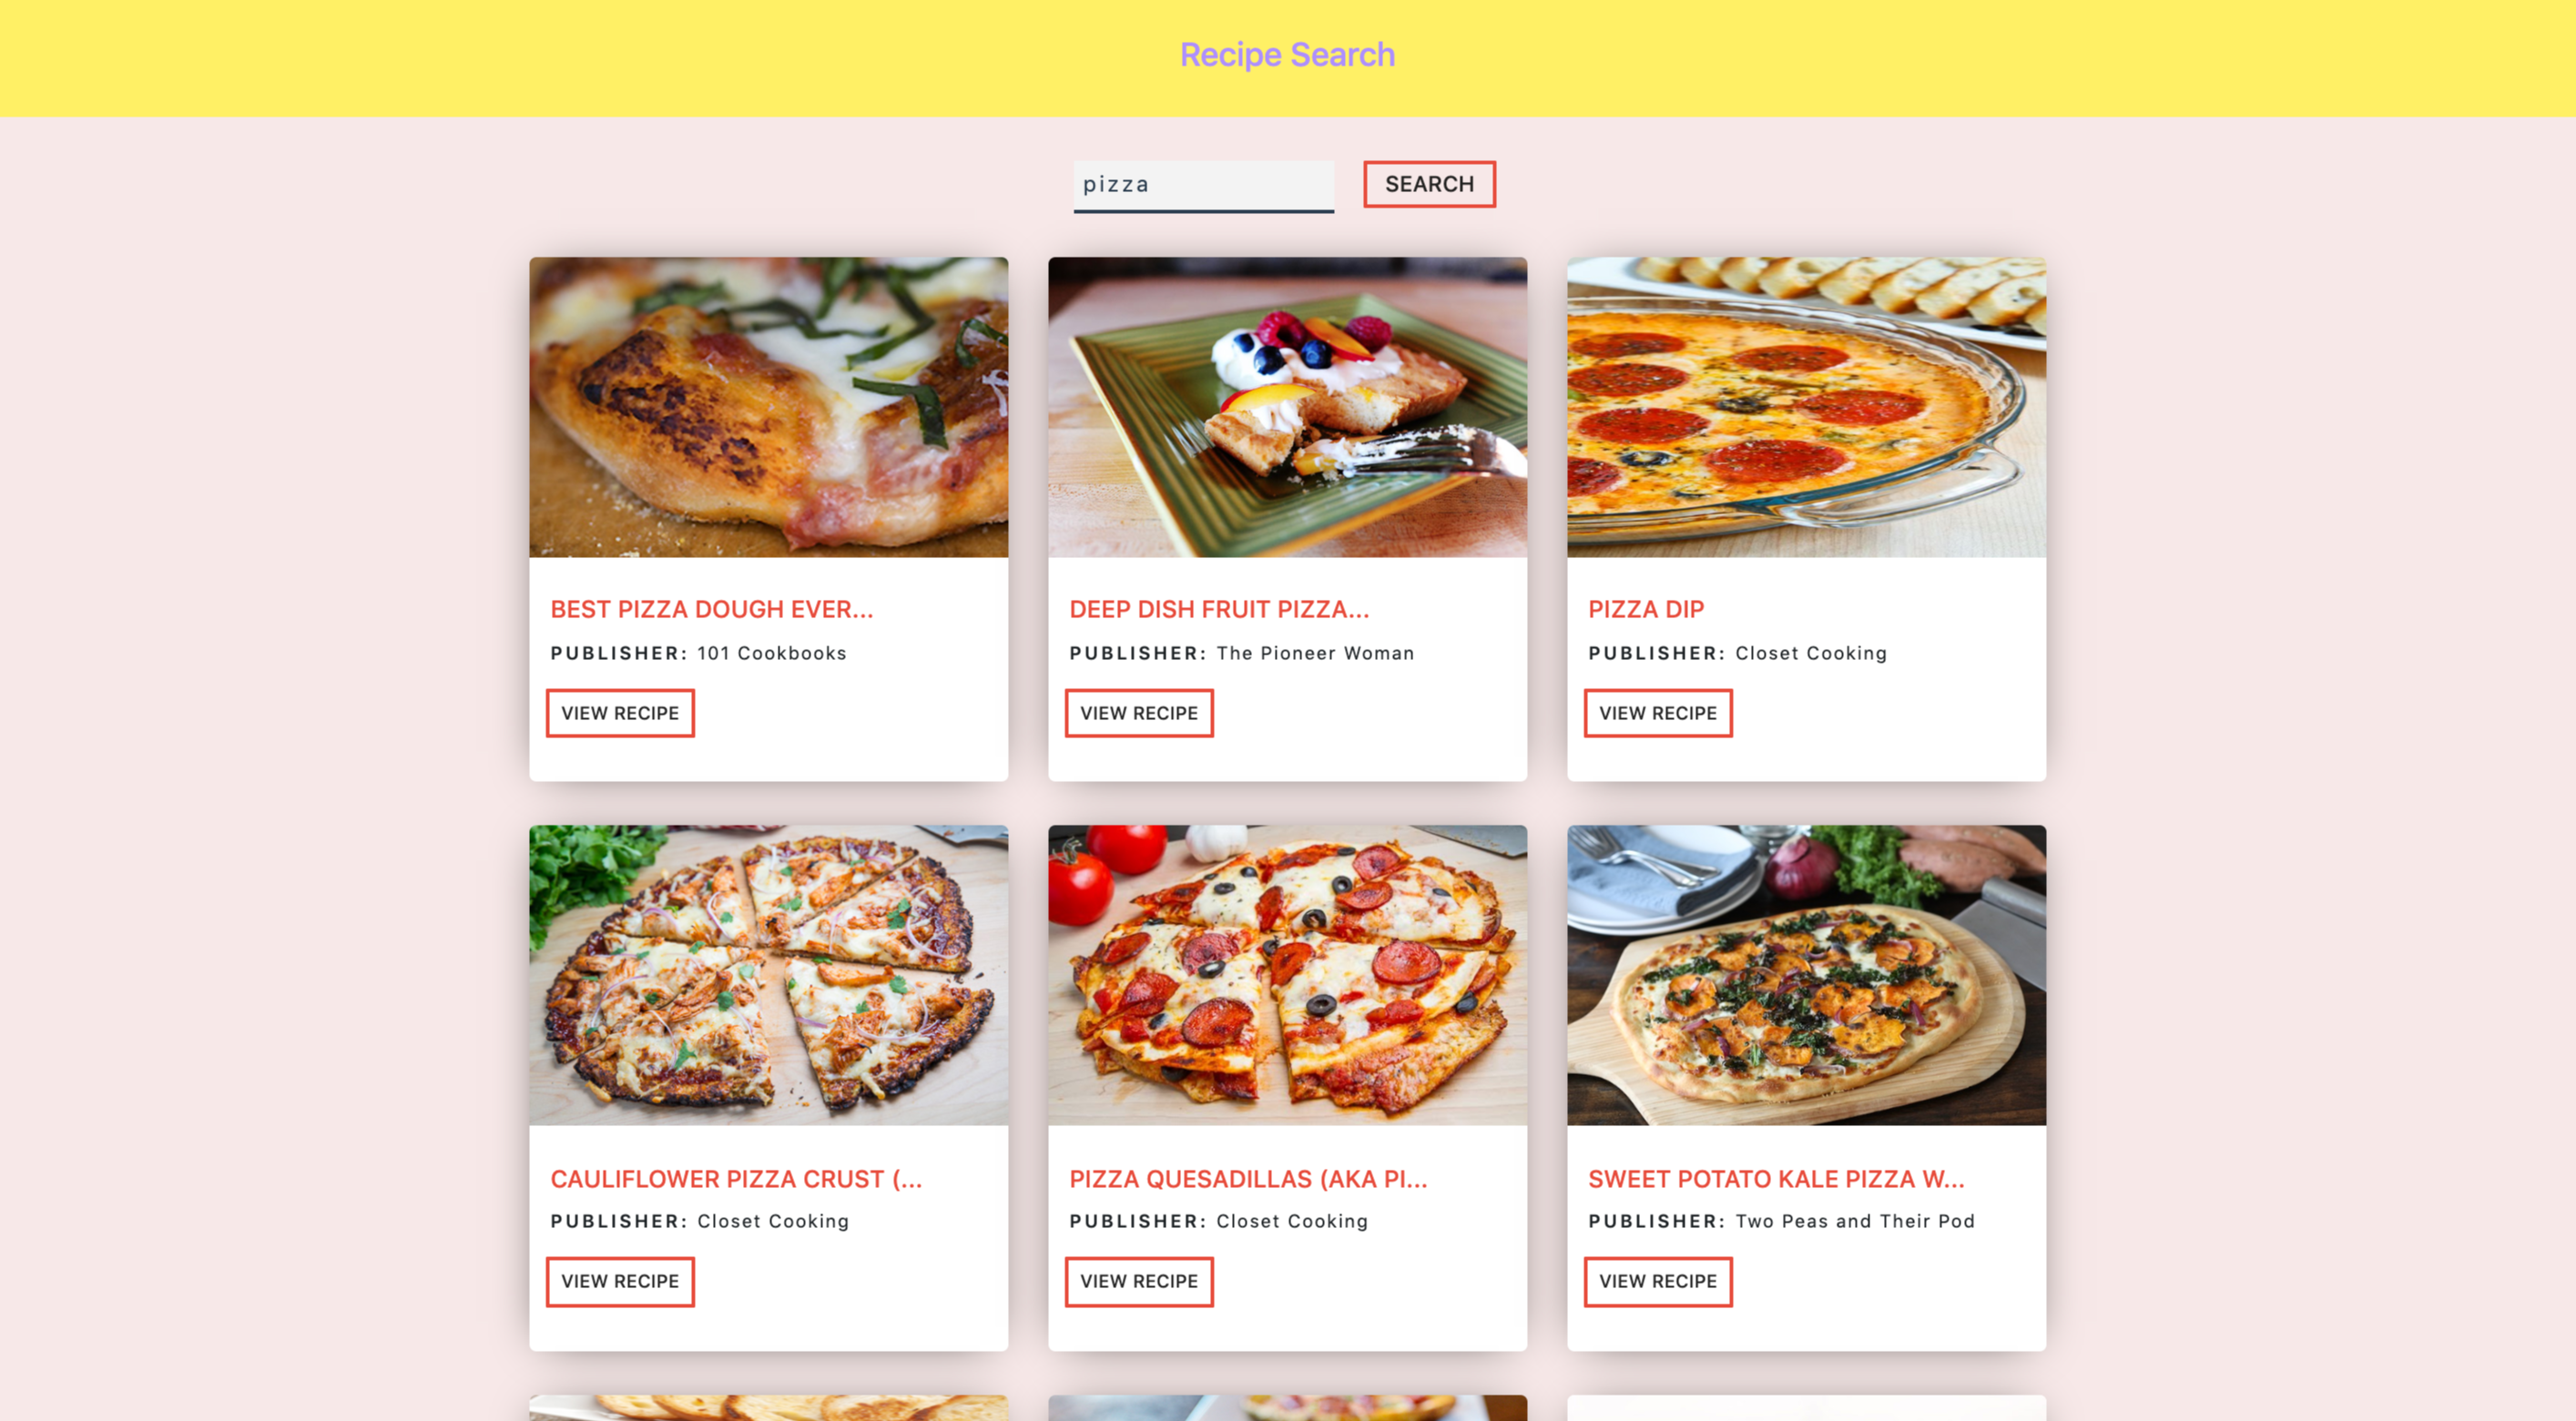 Recipe Search
pizza
SEARCH
BEST PIZZA DOUGH EVER...
PUBLISHER: 101 Cookbooks
VIEW RECIPE
DEEP DISH FRUIT PIZZA...
PUBLISHER: The Pioneer Woman
VIEW RECIPE
PIZZA DIP
PUBLISHER: Closet Cooking
VIEW RECIPE
CAULIFLOWER PIZZA CRUST (...
PUBLISHER: Closet Cooking
VIEW RECIPE
PIZZA QUESADILLAS (AKA PI...
PUBLISHER: Closet Cooking
VIEW RECIPE
SWEET POTATO KALE PIZZA W...
PUBLISHER: Two Peas and Their Pod
VIEW RECIPE